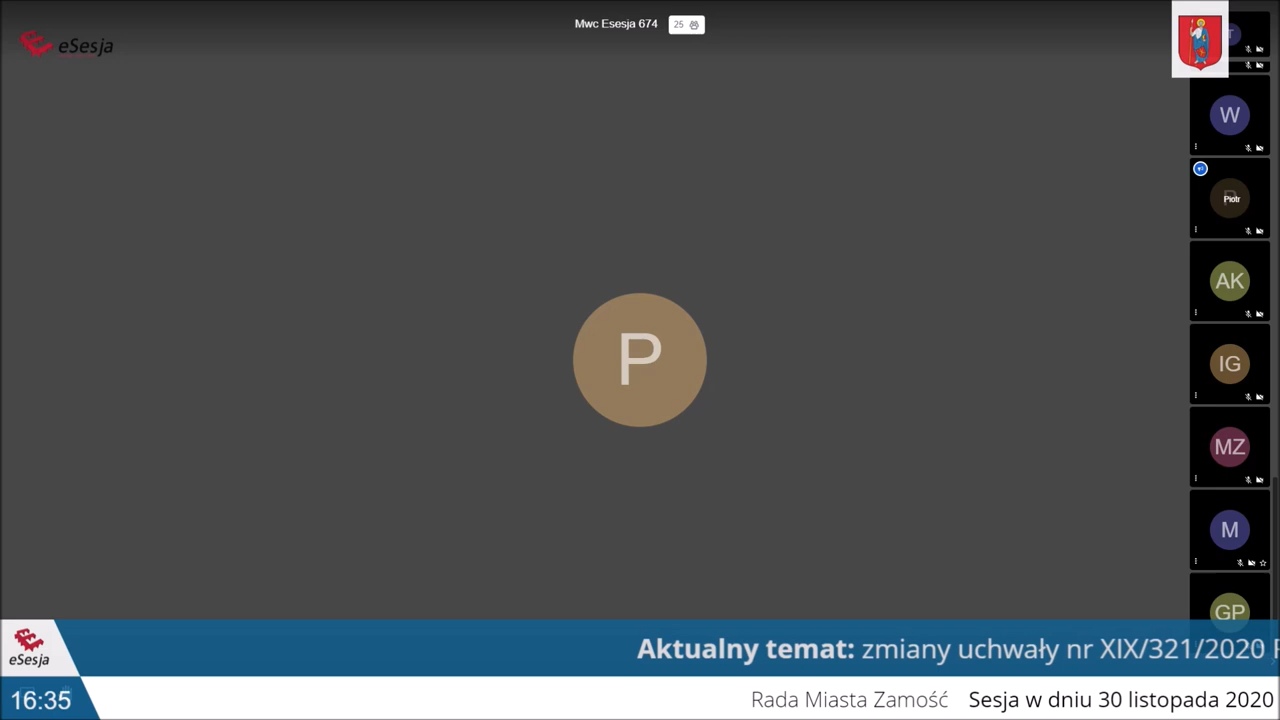 Mwc Esesja 674 25
eSesja
T
W
P
Piotr
AK
IG
MZ
M
GP
P
eSesja
Aktualny temat: zmiany uchwały nr XIX/321/2020
16:35
Rada Miasta Zamość Sesja w dniu 30 listopada 2020